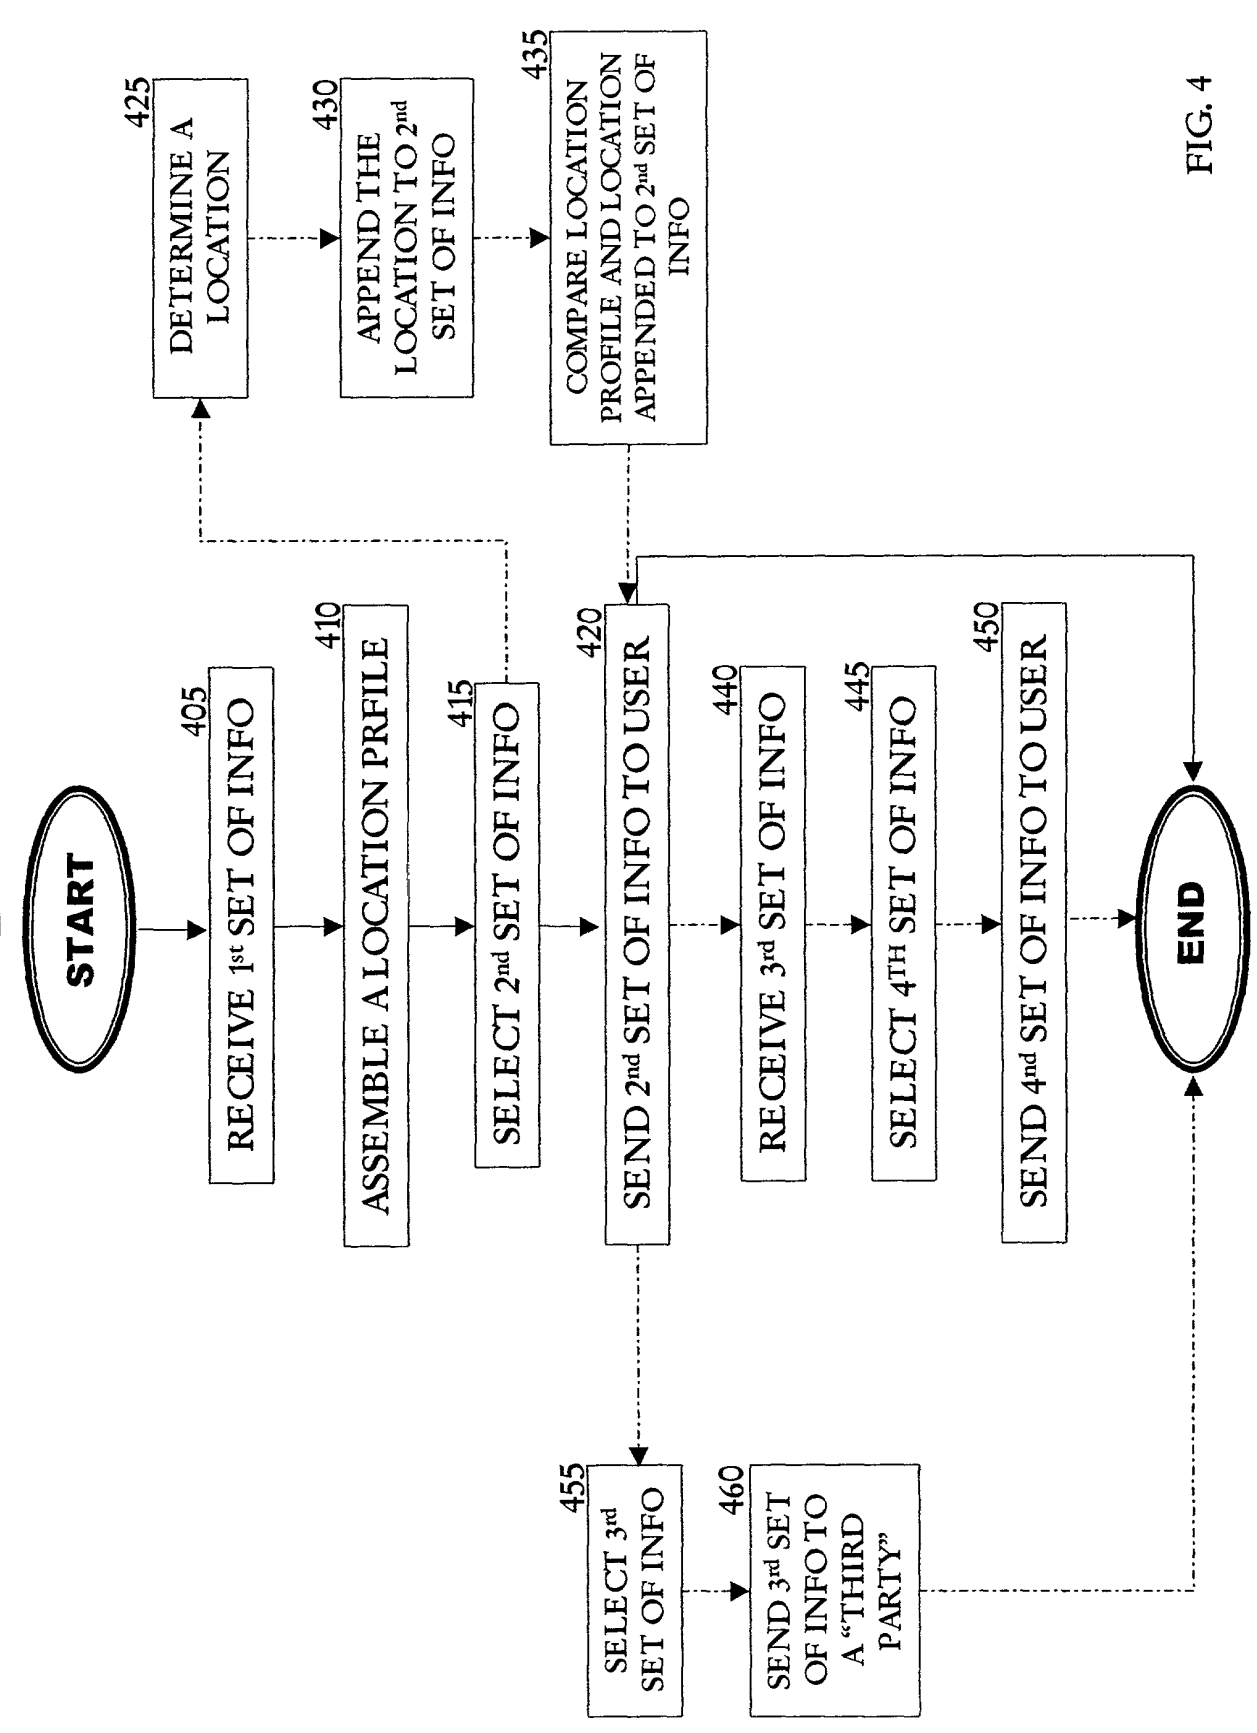 START
405
RECEIVE 1st SET OF INFO
410
ASSEMBLE A LOCATION PRFILE
415
SELECT 2nd SET OF INFO
420
SEND 2nd SET OF INFO TO USER
425
DETERMINE A
LOCATION
430
APPEND THE
LOCATION TO 2nd
SET OF INFO
435
COMPARE LOCATION
PROFILE AND LOCATION
APPENDED TO 2nd SET OF
INFO
440
RECEIVE 3rd SET OF INFO
445
SELECT 4TH SET OF INFO
450
SEND 4nd SET OF INFO TO USER
455
SELECT 3rd
SET OF INFO
460
SEND 3rd SET
OF INFO TO
A “THIRD
PARTY”
END
FIG. 4